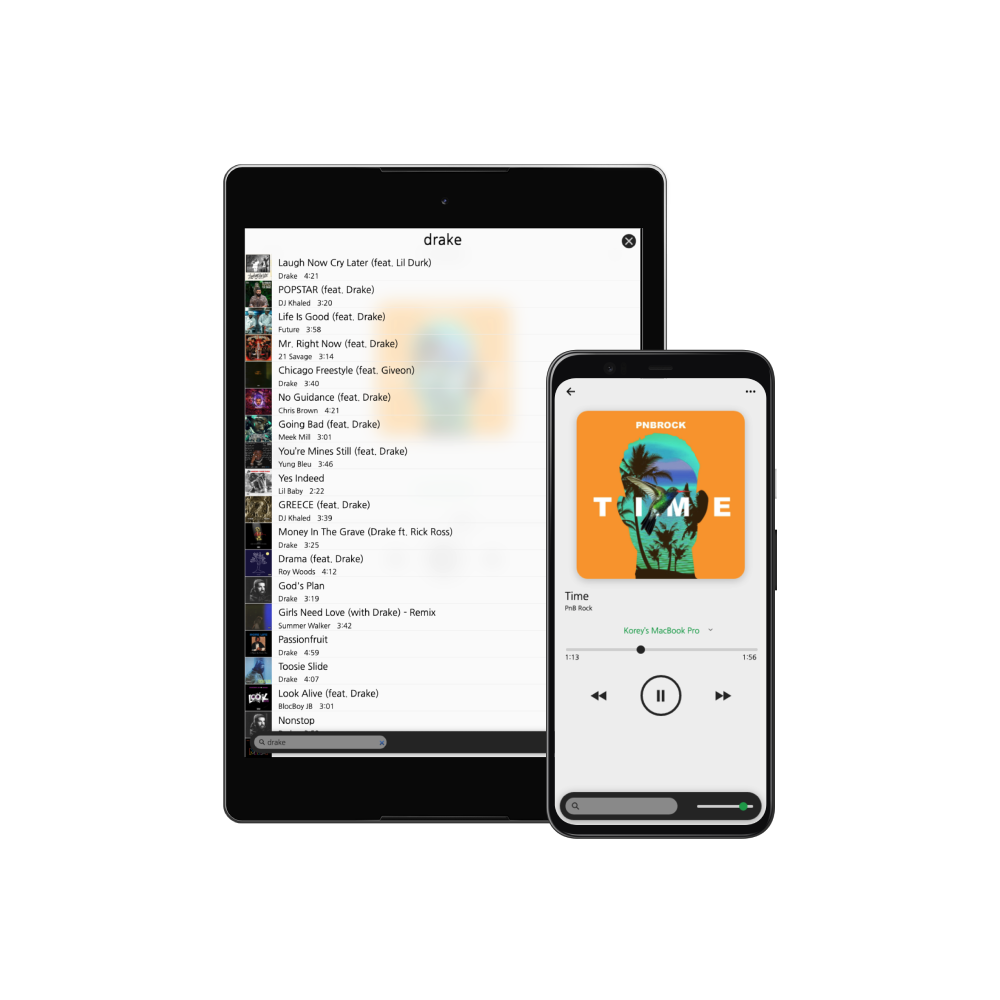 drake
Laugh Now Cry Later (feat. Lil Durk)
Drake 4:21
POPSTAR (feat. Drake)
DJ Khaled 3:20
Life Is Good (feat. Drake)
Future 3:58
Mr. Right Now (feat. Drake)
21 Savage 3:14
Chicago Freestyle (feat. Giveon)
Drake 3:40
No Guidance (feat. Drake)
Chris Brown 4:21
Going Bad (feat. Drake)
Meek Mill 3:01
You're Mines Still (feat. Drake)
Yung Bleu 3:46
Yes Indeed
Lil Baby 2:22
GREECE (feat. Drake)
DJ Khaled 3:39
Money In The Grave (Drake ft. Rick Ross)
Drake 3:25
Drama (feat. Drake)
Roy Woods 4:12
God's Plan
Drake 3:19
Girls Need Love (with Drake) - Remix
Summer Walker 3:42
Passionfruit
Drake 4:59
Toosie Slide
Drake 4:07
LOOK
Look Alive (feat. Drake)
BlocBoy JB 3:01
Nonstop
drake
PNBROCK
TIME
Time
PnB Rock
Korey's MacBook Pro
1:13 1:56